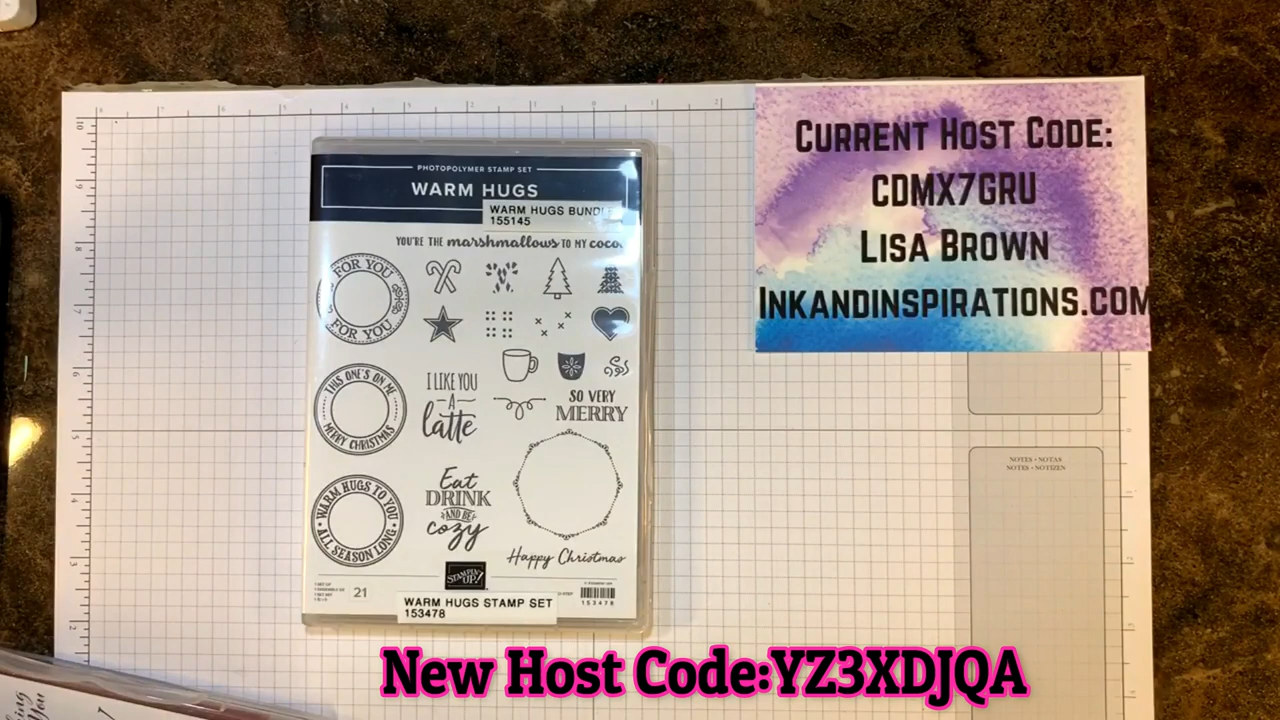 PHOTOPOLYMER STAMP SET
WARM HUGS
WARM HUGS BUNDLE
155145
YOU'RE THE marshmallows TO MY cocoa
FOR YOU
FOR YOU
THIS ONE'S ON ME
MERRY CHRISTMAS
I LIKE YOU
A
latte
SO VERY
MERRY
WARM HUGS TO YOU
ALL SEASON LONG
Eat
DRINK
AND BE
cozy
Happy Christmas
STAMPIN' UP!
21
153478
WARM HUGS STAMP SET
153478
CURRENT HOST CODE:
CDMX7GRU
LISA BROWN
INKANDINSPIRATIONS.COM
NOTES • NOTAS
NOTES • NOTIZEN
New Host Code:YZ3XDJQA